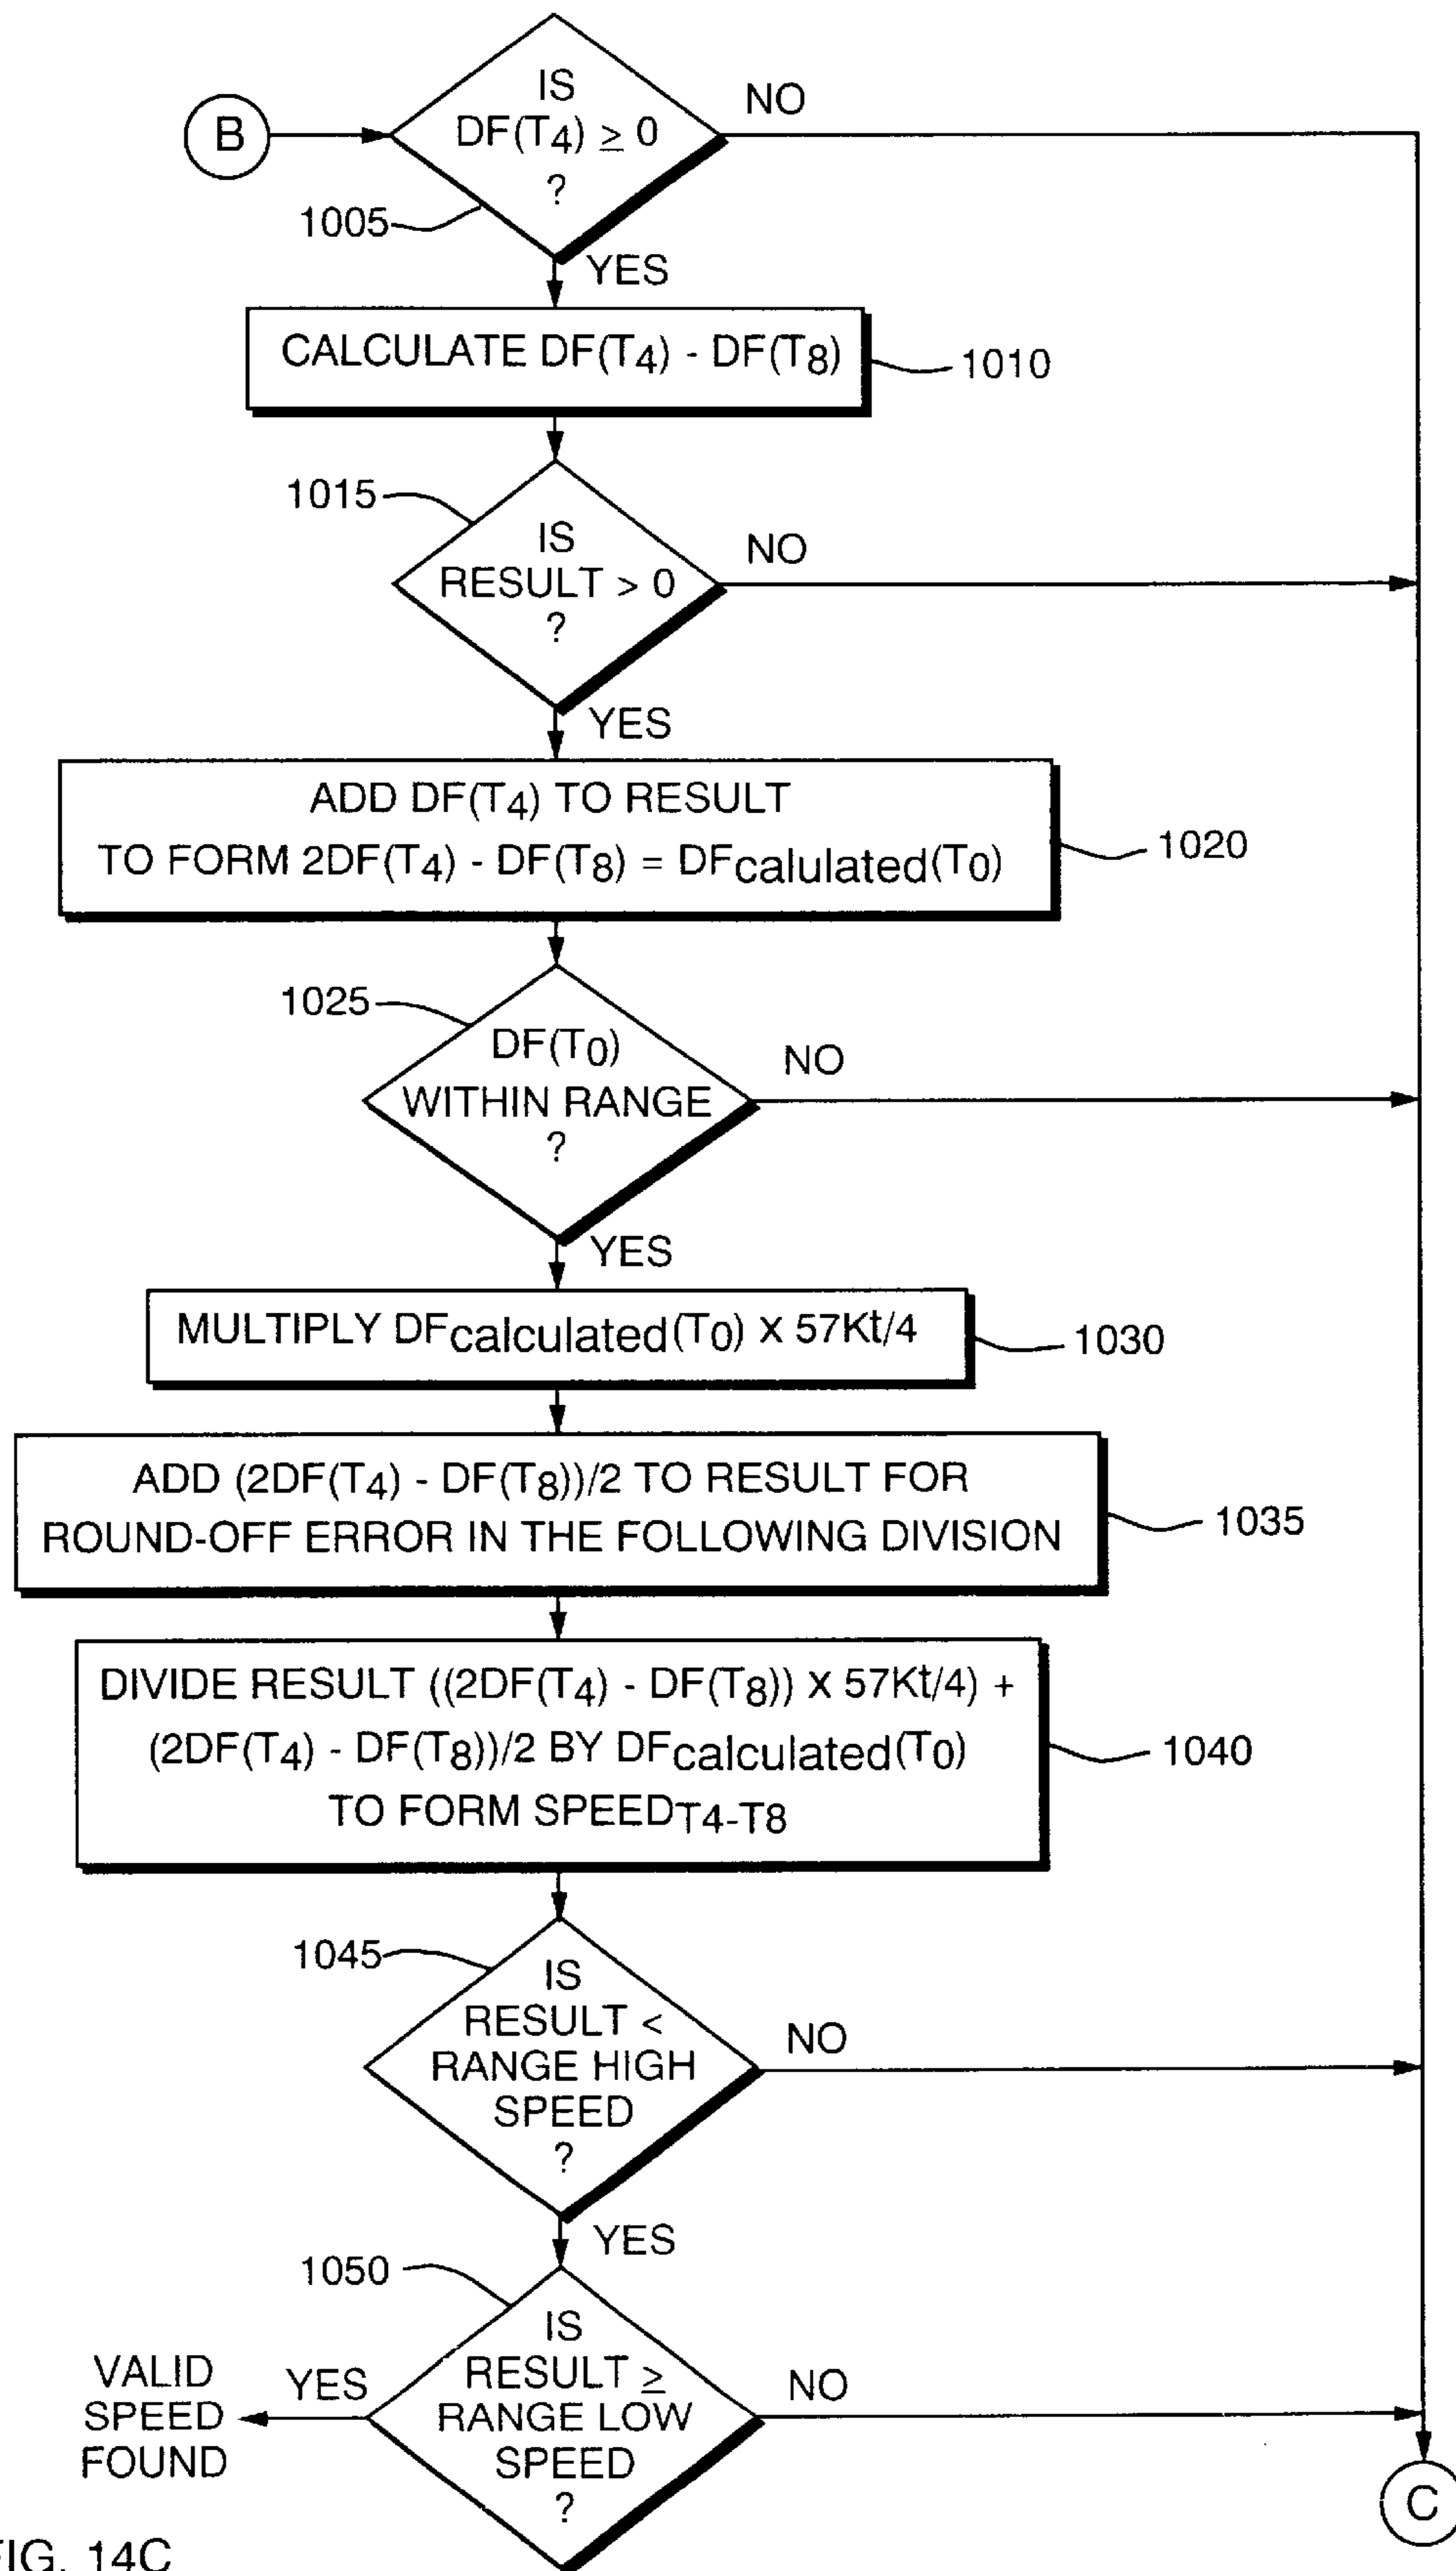 B
IS
DF(T4) ≥ 0
?
NO
1005
YES
CALCULATE DF(T4) - DF(T8)
1010
1015
IS
RESULT > 0
?
NO
YES
ADD DF(T4) TO RESULT
TO FORM 2DF(T4) - DF(T8) = DFcalulated(T0)
1020
1025
DF(T0)
WITHIN RANGE
?
NO
YES
MULTIPLY DFcalculated(T0) X 57Kt/4
1030
ADD (2DF(T4) - DF(T8))/2 TO RESULT FOR
ROUND-OFF ERROR IN THE FOLLOWING DIVISION
1035
DIVIDE RESULT ((2DF(T4) - DF(T8)) X 57Kt/4) +
(2DF(T4) - DF(T8))/2 BY DFcalculated(T0)
TO FORM SPEEDT4-T8
1040
1045
IS
RESULT <
RANGE HIGH
SPEED
?
NO
YES
1050
IS
RESULT ≥
RANGE LOW
SPEED
?
NO
YES
VALID
SPEED
FOUND
C
FIG. 14C